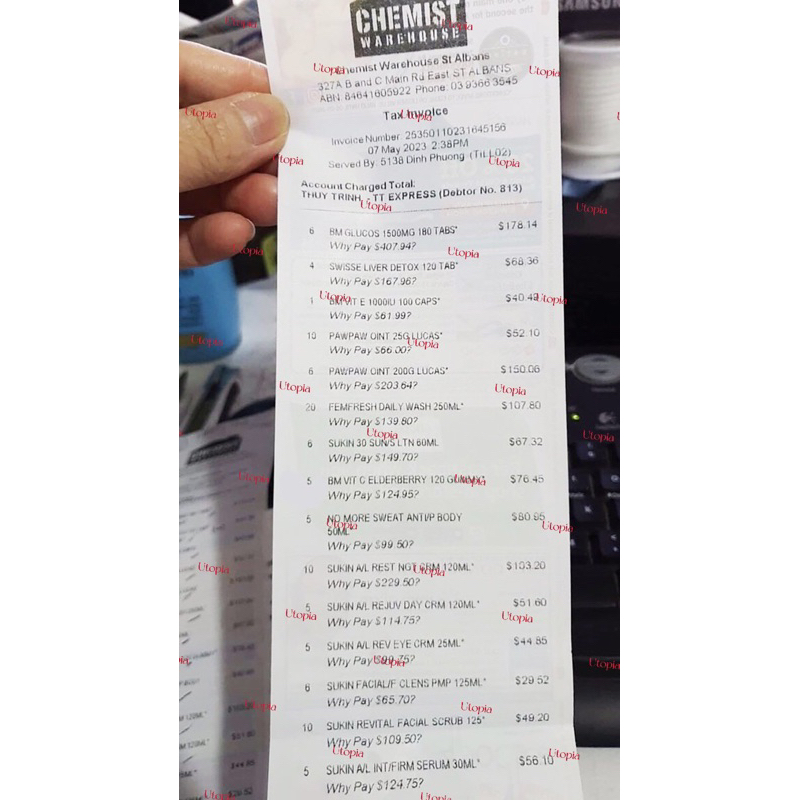 CHEMIST
WAREHOUSE
Chemist Warehouse St Albans
327A B and C Main Rd East ST ALBANS
ABN 84641605922 Phone: 03 9366 3545
Tax Invoice
Invoice Number: 25350110231645156
07 May 2023 2:38PM
Served By: 5138 Dinh Phuong (TILL02)
Account Charged Total:
THUY TRINH - TT EXPRESS (Debtor No. 813)
6 BM GLUCOS 1500MG 180 TABS* $178.14
Why Pay $407.94?
4 SWISSE LIVER DETOX 120 TAB* $68.36
Why Pay $167.96?
1 BM VIT E 1000IU 100 CAPS* $40.49
Why Pay $61.99?
10 PAWPAW OINT 25G LUCAS* $52.10
Why Pay $66.00?
6 PAWPAW OINT 200G LUCAS* $150.06
Why Pay $203.64?
20 FEMFRESH DAILY WASH 250ML* $107.80
Why Pay $139.80?
6 SUKIN 30 SUN/S LTN 60ML $67.32
Why Pay $149.70?
5 BM VIT C ELDERBERRY 120 $76.45
Why Pay $124.95?
5 NO MORE SWEAT ANTI/P BODY $80.95
50ML
Why Pay $99.50?
10 SUKIN A/L REST NGT CRM 120ML* $103.20
Why Pay $229.50?
5 SUKIN A/L REJUV DAY CRM 120ML* $51.60
Why Pay $114.75?
5 SUKIN A/L REV EYE CRM 25ML* $44.85
Why Pay $99.75?
6 SUKIN FACIAL/F CLENS PMP 125ML* $29.52
Why Pay $65.70?
10 SUKIN REVITAL FACIAL SCRUB 125* $49.20
Why Pay $109.50?
5 SUKIN A/L INT/FIRM SERUM 30ML* $56.10
Why Pay $124.75?
SAMSUNG
Utopia